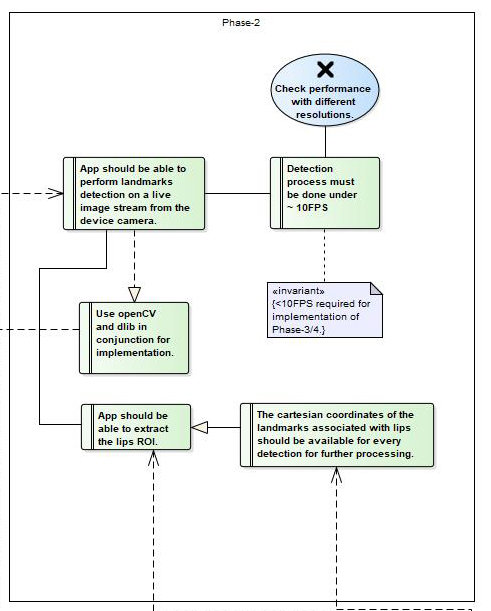 Phase-2
Check performance
with different
resolutions.
App should be able to
perform landmarks
detection on a live
image stream from the
device camera.
Detection
process must
be done under
~ 10FPS
«invariant»
{<10FPS required for
implementation of
Phase-3/4.}
Use openCV
and dlib in
conjunction for
implementation.
App should be
able to extract
the lips ROI.
The cartesian coordinates of the
landmarks associated with lips
should be available for every
detection for further processing.